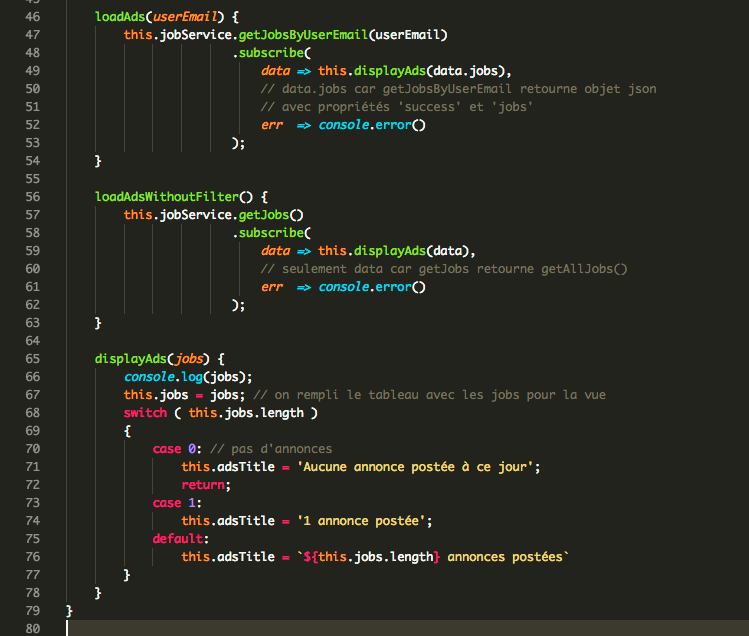 46 loadAds(userEmail) {
47 this.jobService.getJobsByUserEmail(userEmail)
48 .subscribe(
49 data => this.displayAds(data.jobs),
50 // data.jobs car getJobsByUserEmail retourne objet json
51 // avec propriétés 'success' et 'jobs'
52 err => console.error()
53 );
54 }
55
56 loadAdsWithoutFilter() {
57 this.jobService.getJobs()
58 .subscribe(
59 data => this.displayAds(data),
60 // seulement data car getJobs retourne getAllJobs()
61 err => console.error()
62 );
63 }
64
65 displayAds(jobs) {
66 console.log(jobs);
67 this.jobs = jobs; // on rempli le tableau avec les jobs pour la vue
68 switch ( this.jobs.length )
69 {
70 case 0: // pas d'annonces
71 this.adsTitle = 'Aucune annonce postée à ce jour';
72 return;
73 case 1:
74 this.adsTitle = '1 annonce postée';
75 default:
76 this.adsTitle = `${this.jobs.length} annonces postées`
77 }
78 }
79 }
80